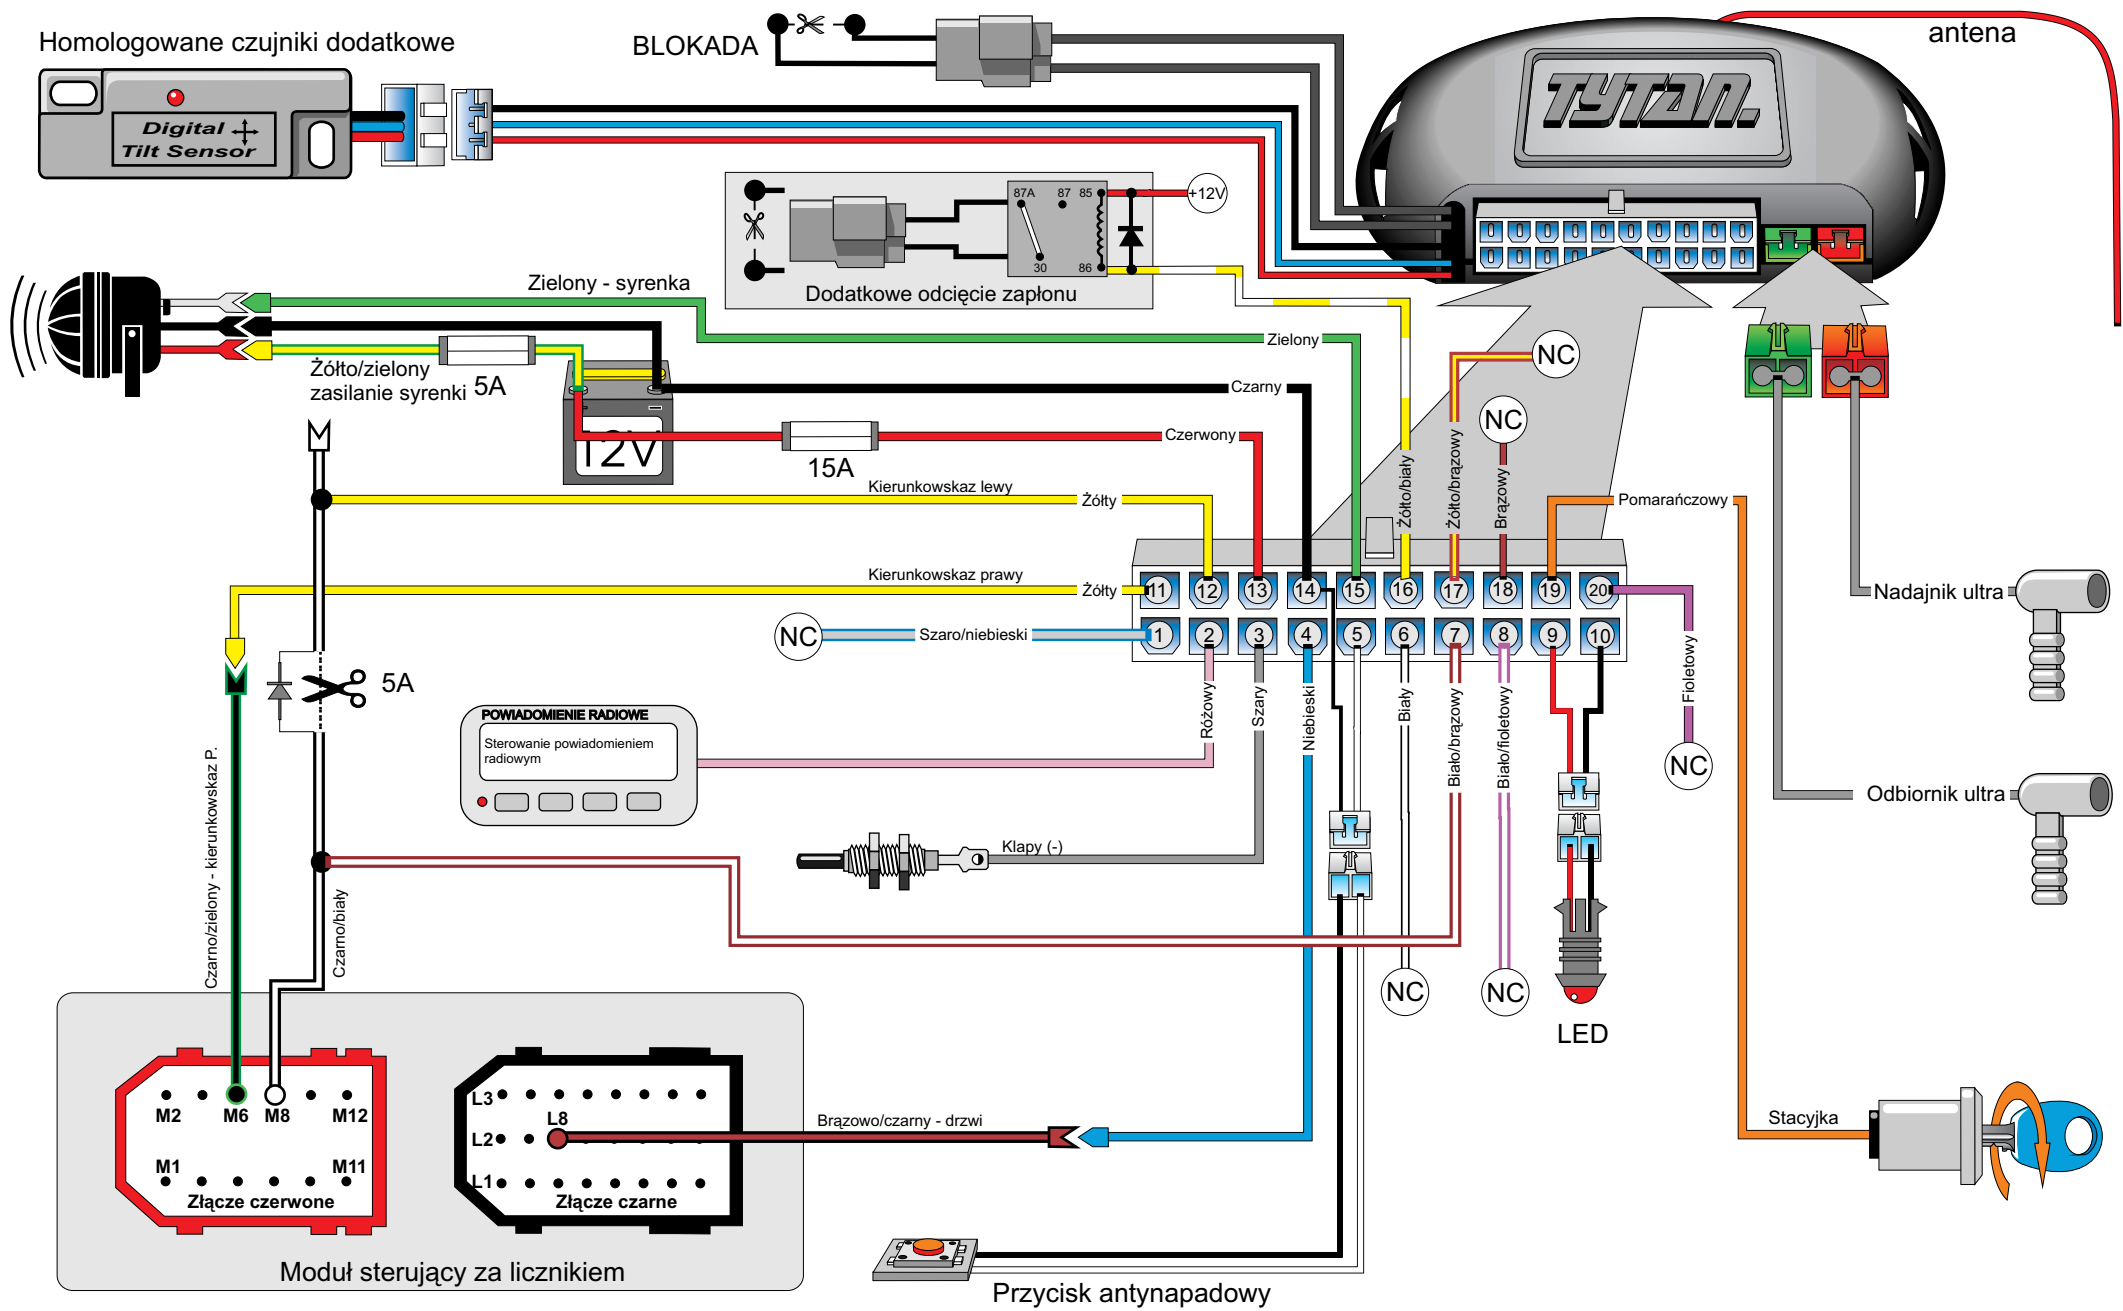 Homologowane czujniki dodatkowe
BLOKADA
antena
TYTAN.
Digital
Tilt Sensor
87A
87
85
+12V
30
86
Dodatkowe odcięcie zapłonu
Zielony - syrenka
Zielony
Żółto/zielony
zasilanie syrenki
5A
12V
Czarny
Czerwony
15A
NC
NC
Kierunkowskaz lewy
Żółty
Żółto/biały
Żółto/brązowy
Brązowy
Pomarańczowy
Kierunkowskaz prawy
Żółty
11
12
13
14
15
16
17
18
19
20
NC
Szaro/niebieski
1
2
3
4
5
6
7
8
9
10
Nadajnik ultra
5A
Różowy
Szary
Niebieski
Biały
Biało/brązowy
Biało/fioletowy
Fioletowy
NC
POWIADOMIENIE RADIOWE
Sterowanie powiadomieniem
radiowym
Odbiornik ultra
Klapy (-)
Czarno/zielony - kierunkowskaz P.
Czarno/biały
NC
NC
LED
M2
M6
M8
M12
M1
M11
Złącze czerwone
L3
L8
L2
L1
Złącze czarne
Brązowo/czarny - drzwi
Stacyjka
Moduł sterujący za licznikiem
Przycisk antynapadowy